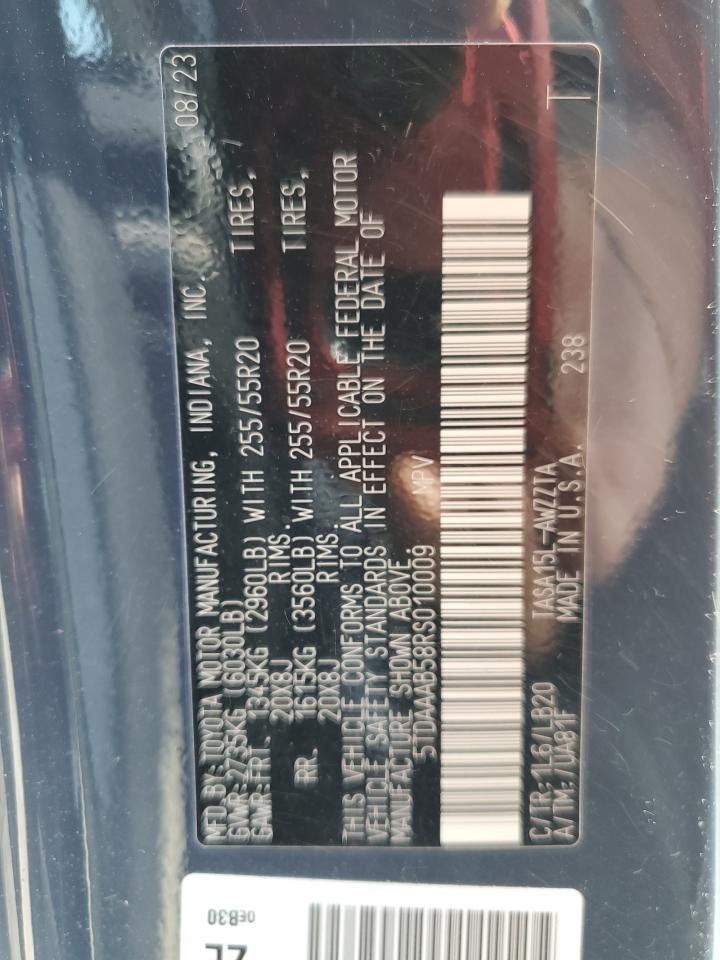 MFD BY: TOYOTA MOTOR MANUFACTURING, INDIANA, INC. 08/23
GVWR: 2735KG (6030LB)
GAWR: FRT. 1345KG (2960LB) WITH 255/55R20 TIRES,
20X8J RIMS.
RR. 1615KG (3560LB) WITH 255/55R20 TIRES,
20X8J RIMS.
THIS VEHICLE CONFORMS TO ALL APPLICABLE FEDERAL MOTOR
VEHICLE SAFETY STANDARDS IN EFFECT ON THE DATE OF
MANUFACTURE SHOWN ABOVE.
5TDAAAB58RS010009 MPV
C/TR: 1L6/LB20 TASA15L-AWZZTA T
A/TM: /UA81F MADE IN U.S.A. 238
0EB30